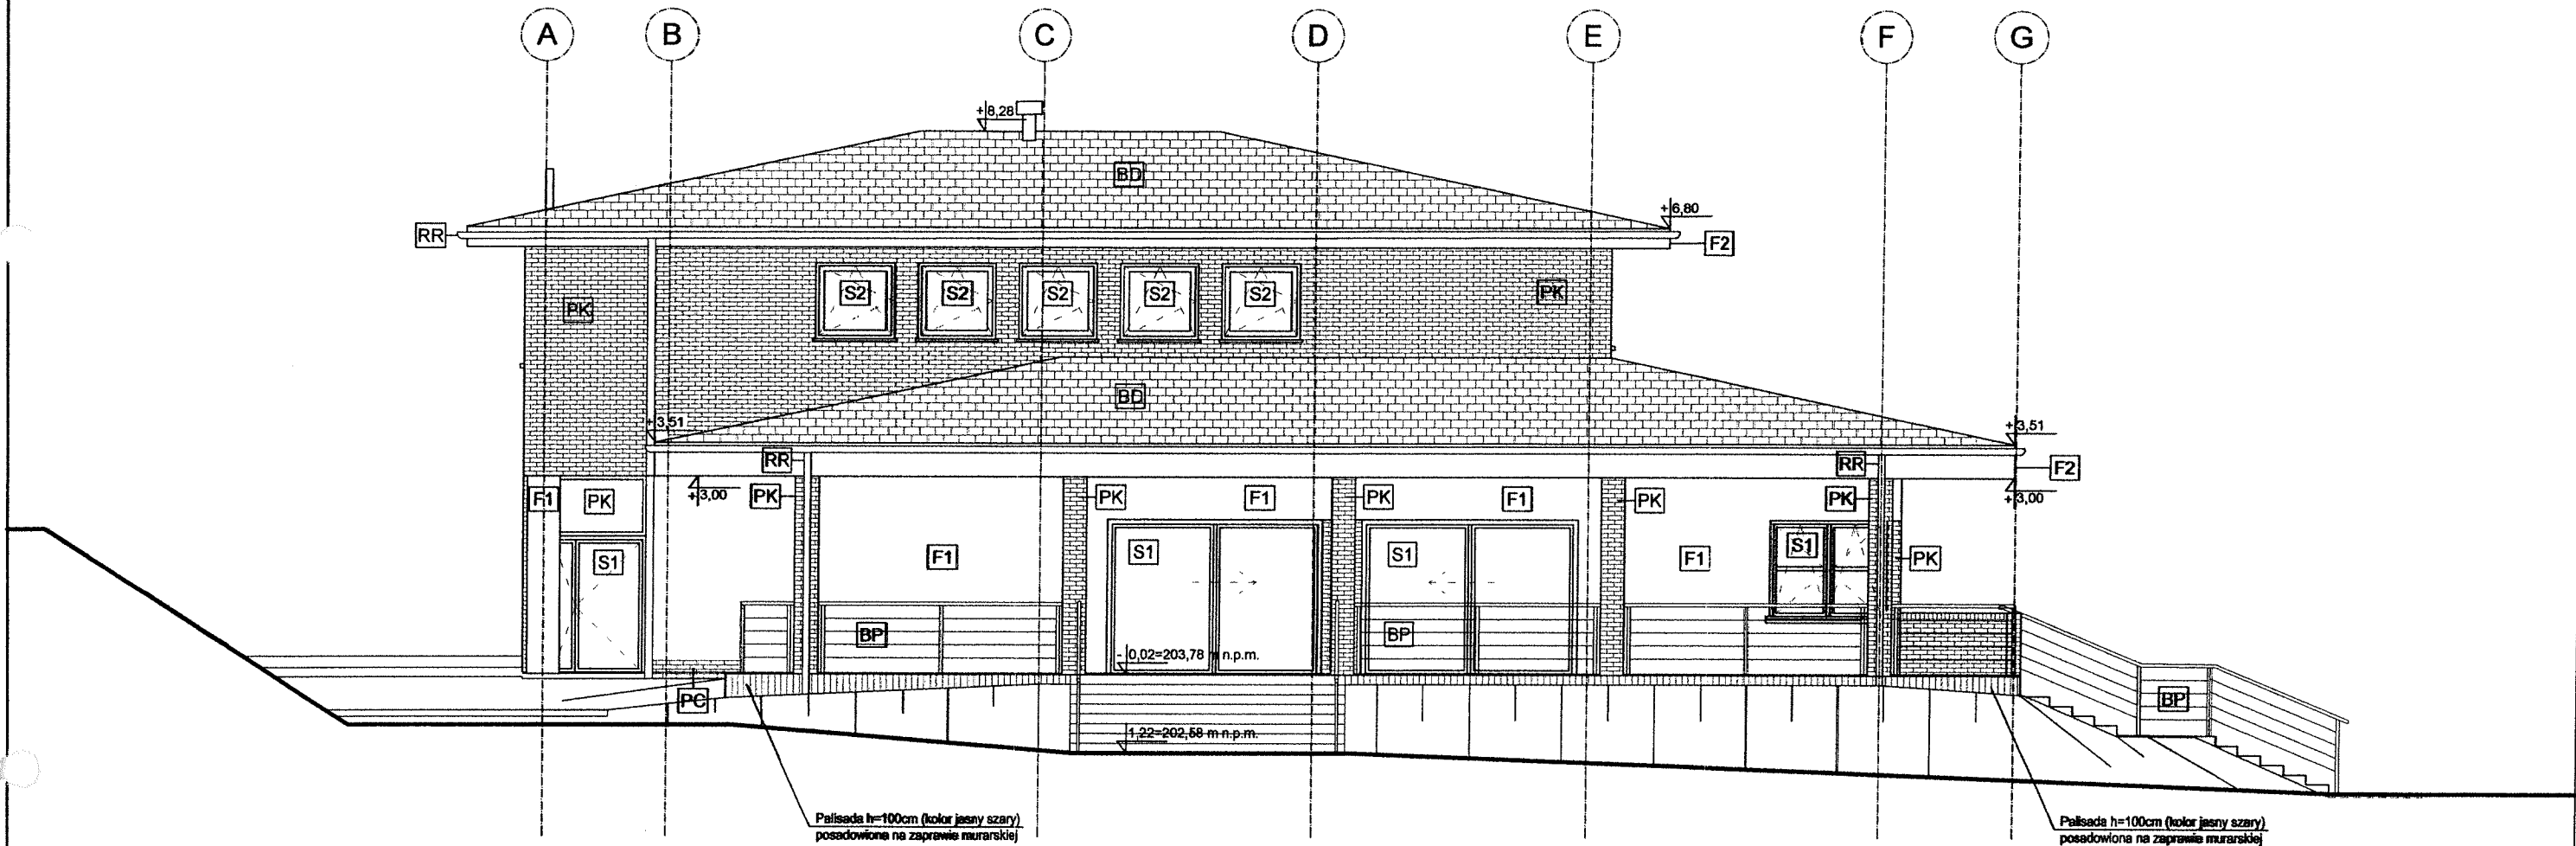 A B C D E F G
+8,28
BD
+6,80
RR
F2
S2 S2 S2 S2 S2
PK
PK
BD
+3,51
+3,51
RR
RR
F2
F1 PK
+3,00
PK
PK F1
PK F1
PK
PK
+3,00
S1
F1
S1
S1
F1
S1
PK
BP
BP
-0,02=203,78 m n.p.m.
PC
BP
1,22=202,58 m n.p.m.
Palisada h=100cm (kolor jasny szary)
posadowiona na zaprawie murarskiej
Palisada h=100cm (kolor jasny szary)
posadowiona na zaprawie murarskiej